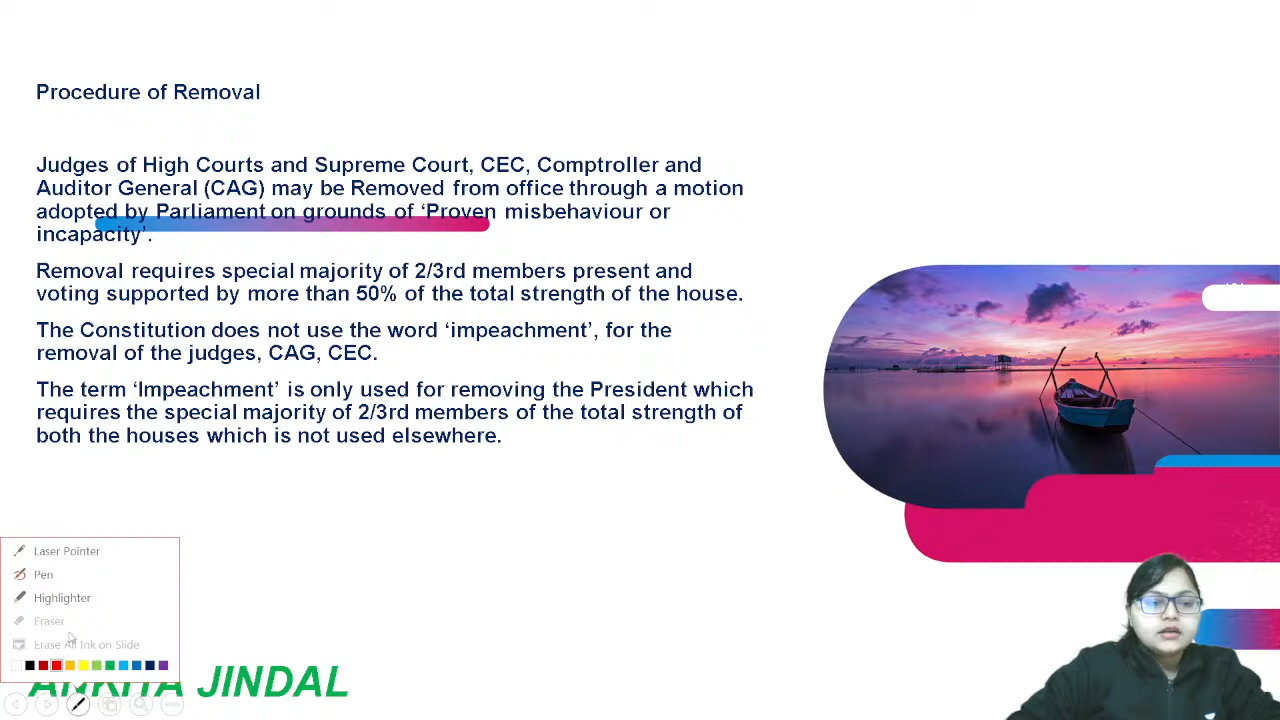 Procedure of Removal
Judges of High Courts and Supreme Court, CEC, Comptroller and
Auditor General (CAG) may be Removed from office through a motion
adopted by Parliament on grounds of ‘Proven misbehaviour or
incapacity’.
Removal requires special majority of 2/3rd members present and
voting supported by more than 50% of the total strength of the house.
The Constitution does not use the word ‘impeachment’, for the
removal of the judges, CAG, CEC.
The term ‘Impeachment’ is only used for removing the President which
requires the special majority of 2/3rd members of the total strength of
both the houses which is not used elsewhere.
Laser Pointer
Pen
Highlighter
Eraser
Erase All Ink on Slide
ANKITA JINDAL